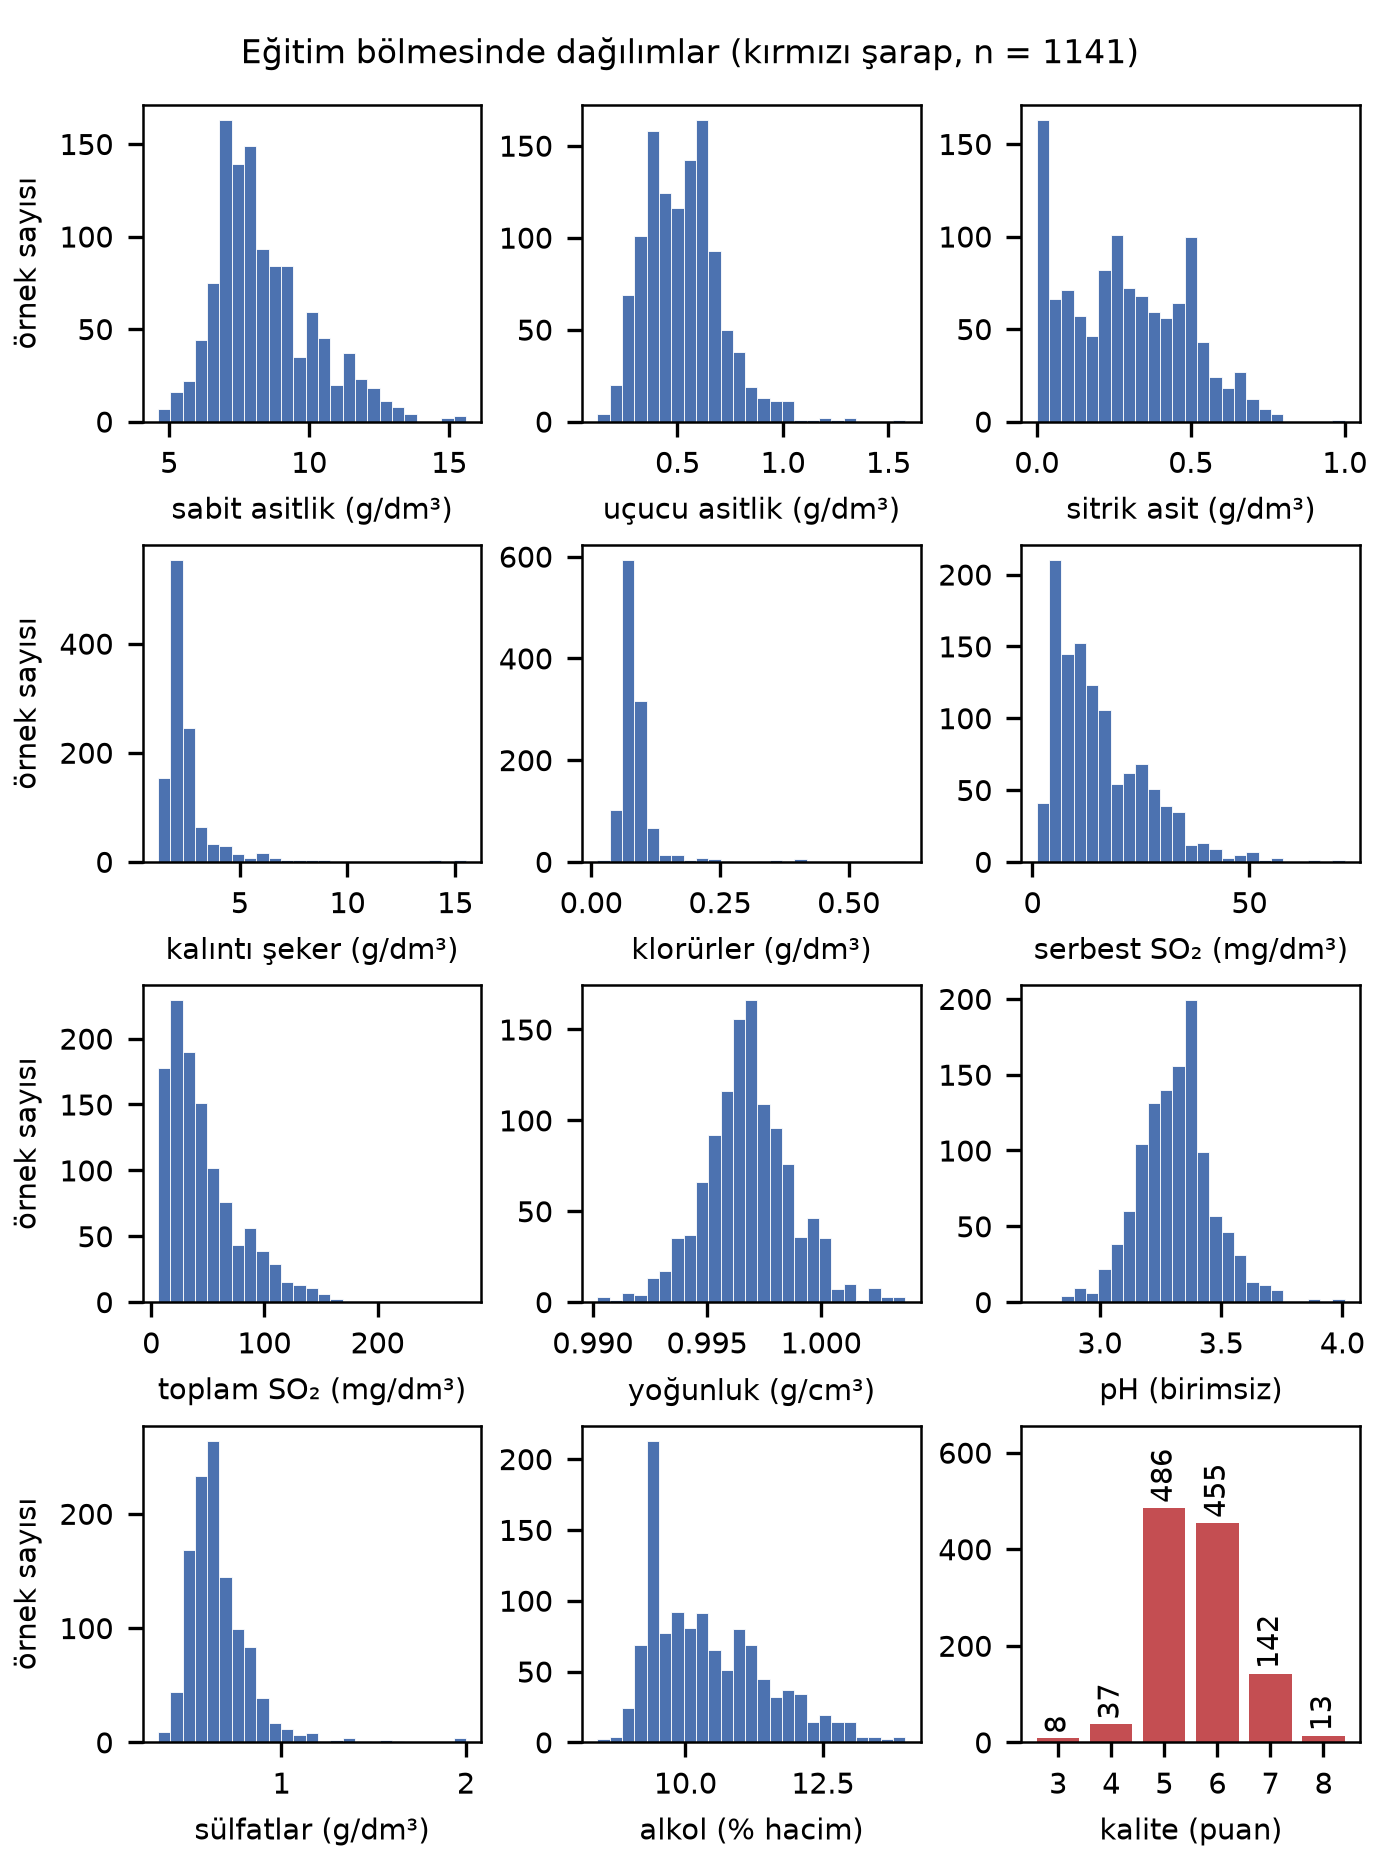 Eğitim bölmesinde dağılımlar (kırmızı şarap, n = 1141)
örnek sayısı
150
100
50
0
5 10 15
sabit asitlik (g/dm³)
150
100
50
0
0.5 1.0 1.5
uçucu asitlik (g/dm³)
150
100
50
0
0.0 0.5 1.0
sitrik asit (g/dm³)
örnek sayısı
400
200
0
5 10 15
kalıntı şeker (g/dm³)
600
400
200
0
0.00 0.25 0.50
klorürler (g/dm³)
200
150
100
50
0
0 50
serbest SO₂ (mg/dm³)
örnek sayısı
200
150
100
50
0
0 100 200
toplam SO₂ (mg/dm³)
150
100
50
0
0.990 0.995 1.000
yoğunluk (g/cm³)
200
150
100
50
0
3.0 3.5 4.0
pH (birimsiz)
örnek sayısı
200
100
0
1 2
sülfatlar (g/dm³)
200
150
100
50
0
10.0 12.5
alkol (% hacim)
600
400
200
0
8 37 486 455 142 13
3 4 5 6 7 8
kalite (puan)